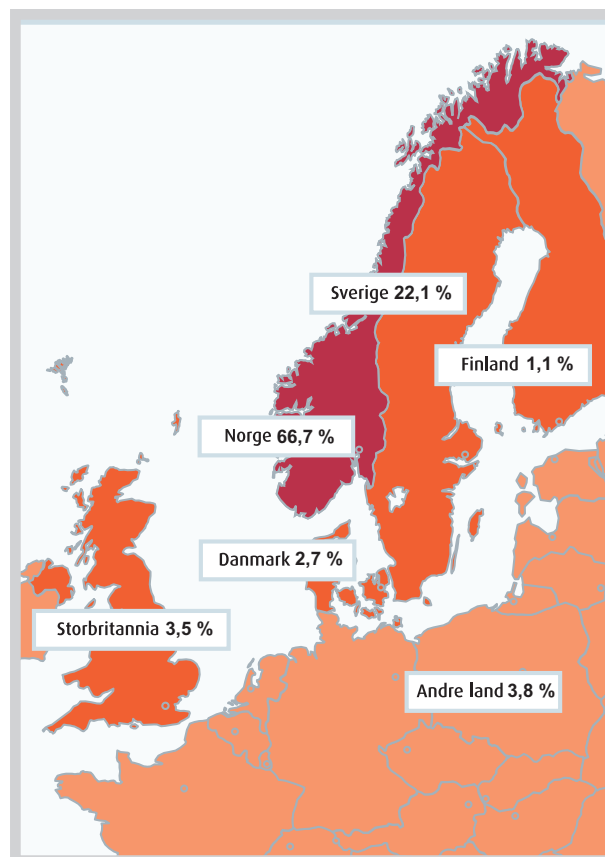 Sverige 22,1 %
Finland 1,1 %
Norge 66,7 %
Danmark 2,7 %
Storbritannia 3,5 %
Andre land 3,8 %